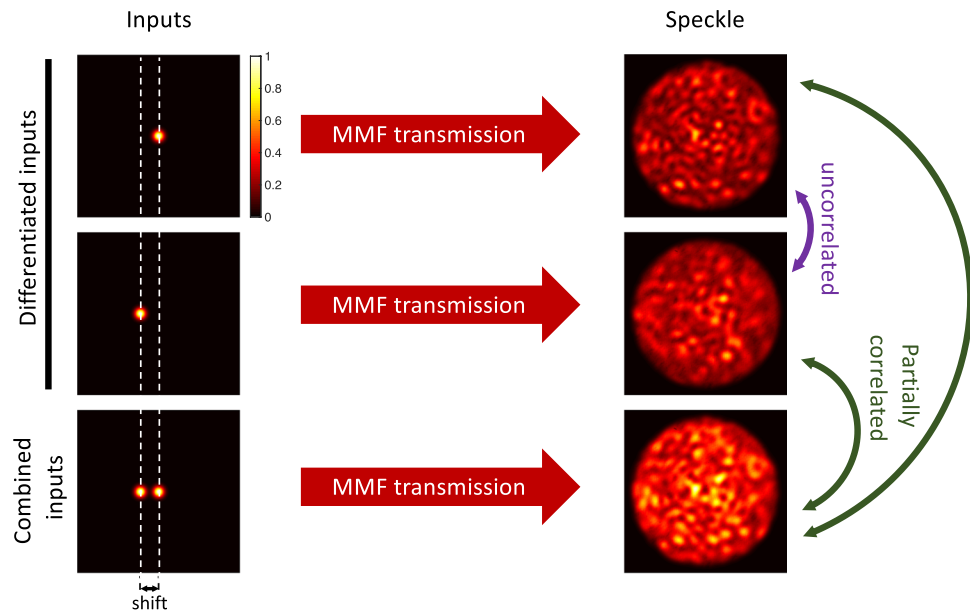 Inputs
Speckle
Differentiated inputs
1
0.8
0.6
0.4
0.2
0
MMF transmission
uncorrelated
MMF transmission
Partially
correlated
Combined
inputs
MMF transmission
shift